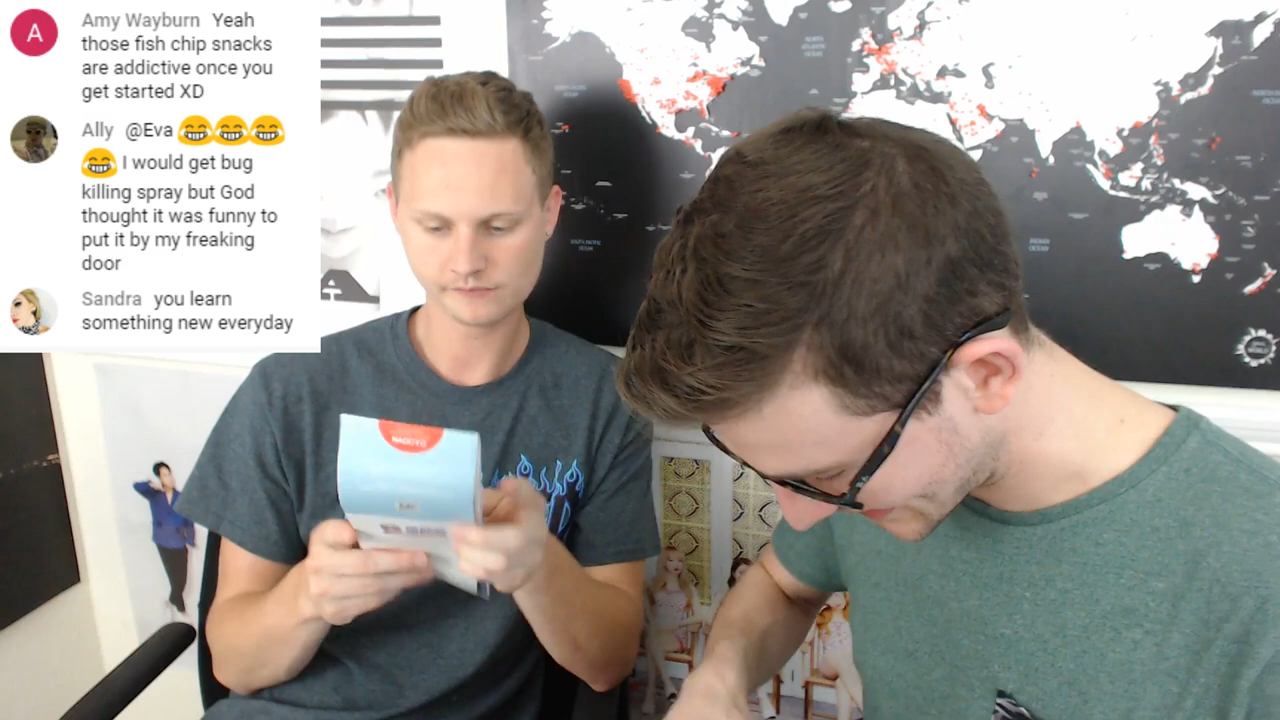 Amy Wayburn Yeah
those fish chip snacks
are addictive once you
get started XD
Ally @Eva 😂😂😂
😂 I would get bug
killing spray but God
thought it was funny to
put it by my freaking
door
Sandra you learn
something new everyday
A